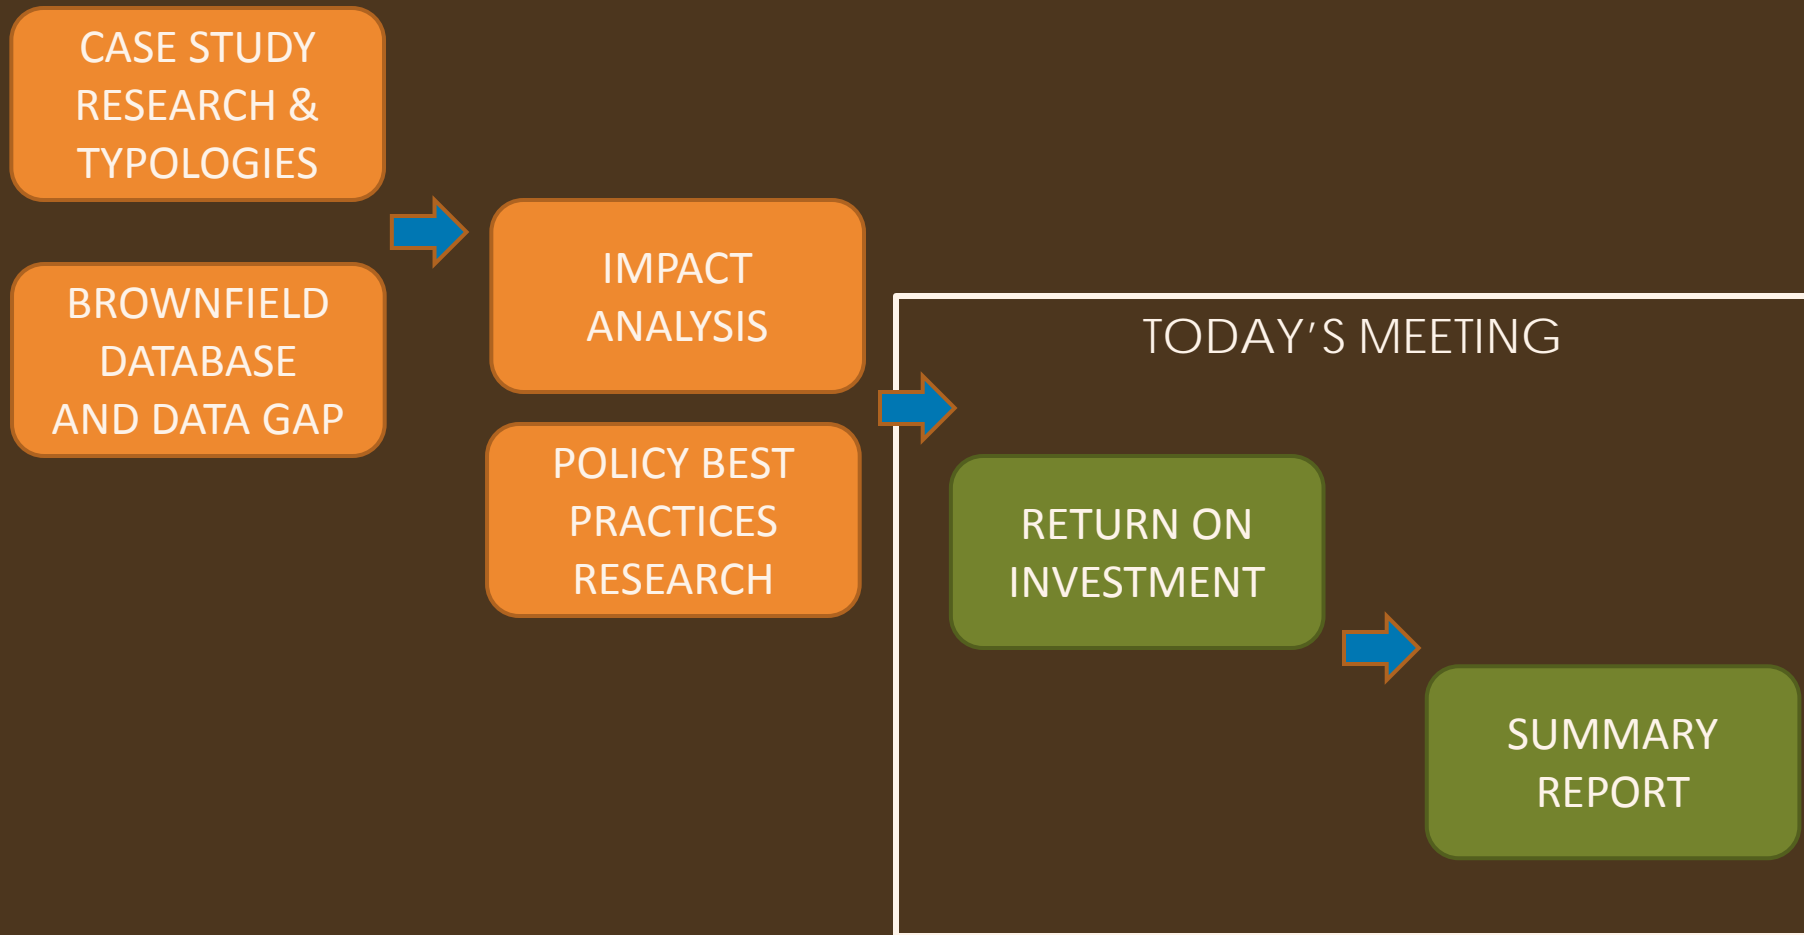 CASE STUDY
RESEARCH &
TYPOLOGIES
BROWNFIELD
DATABASE
AND DATA GAP
IMPACT
ANALYSIS
POLICY BEST
PRACTICES
RESEARCH
TODAY'S MEETING
RETURN ON
INVESTMENT
SUMMARY
REPORT